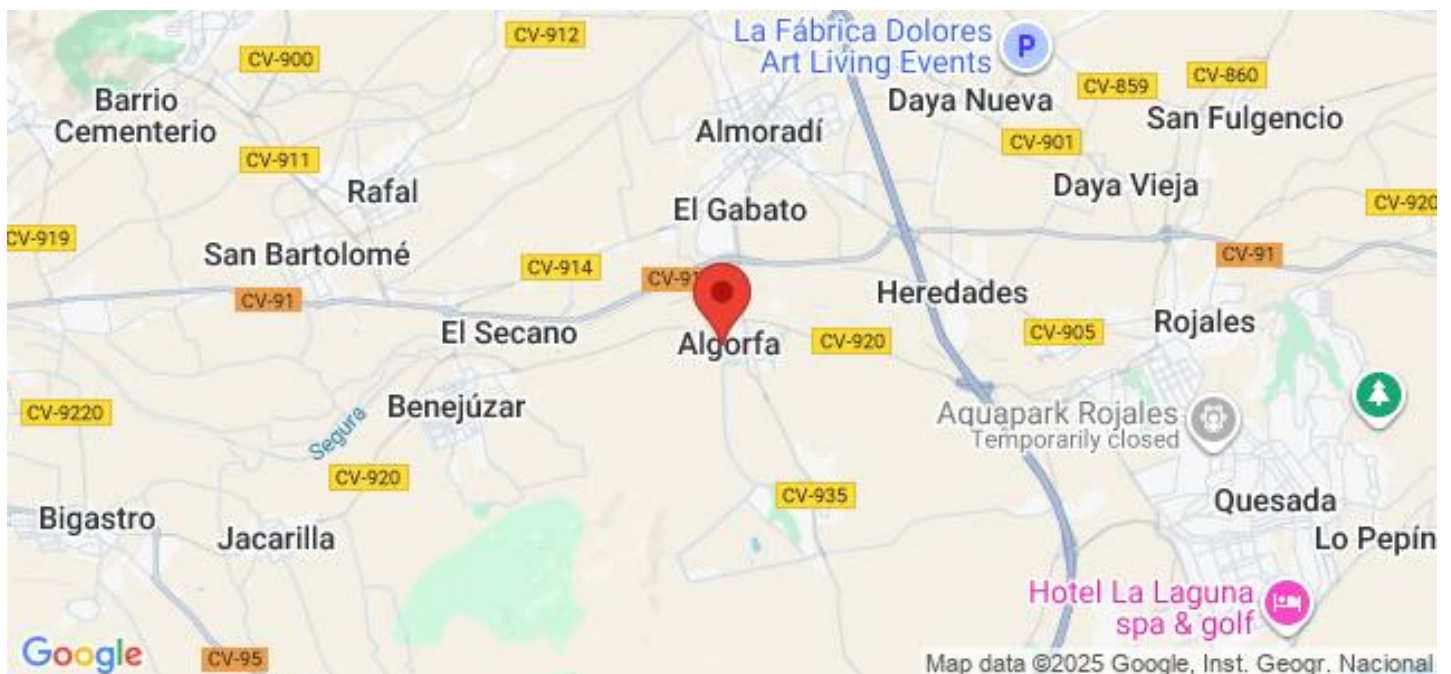 CV-912
La Fábrica Dolores
Art Living Events
P
CV-900
CV-859
CV-860
Barrio
Cementerio
Daya Nueva
San Fulgencio
Almoradí
CV-901
CV-911
Rafal
Daya Vieja
El Gabato
CV-920
CV-919
San Bartolomé
CV-914
CV-91
CV-91
Heredades
CV-91
El Secano
Algorfa
CV-920
CV-905
Rojales
CV-9220
Benejúzar
Segura
Aquapark Rojales
Temporarily closed
CV-920
CV-935
Quesada
Bigastro
Jacarilla
Lo Pepín
Hotel La Laguna
spa & golf
Google
CV-95
Map data ©2025 Google, Inst. Geogr. Nacional